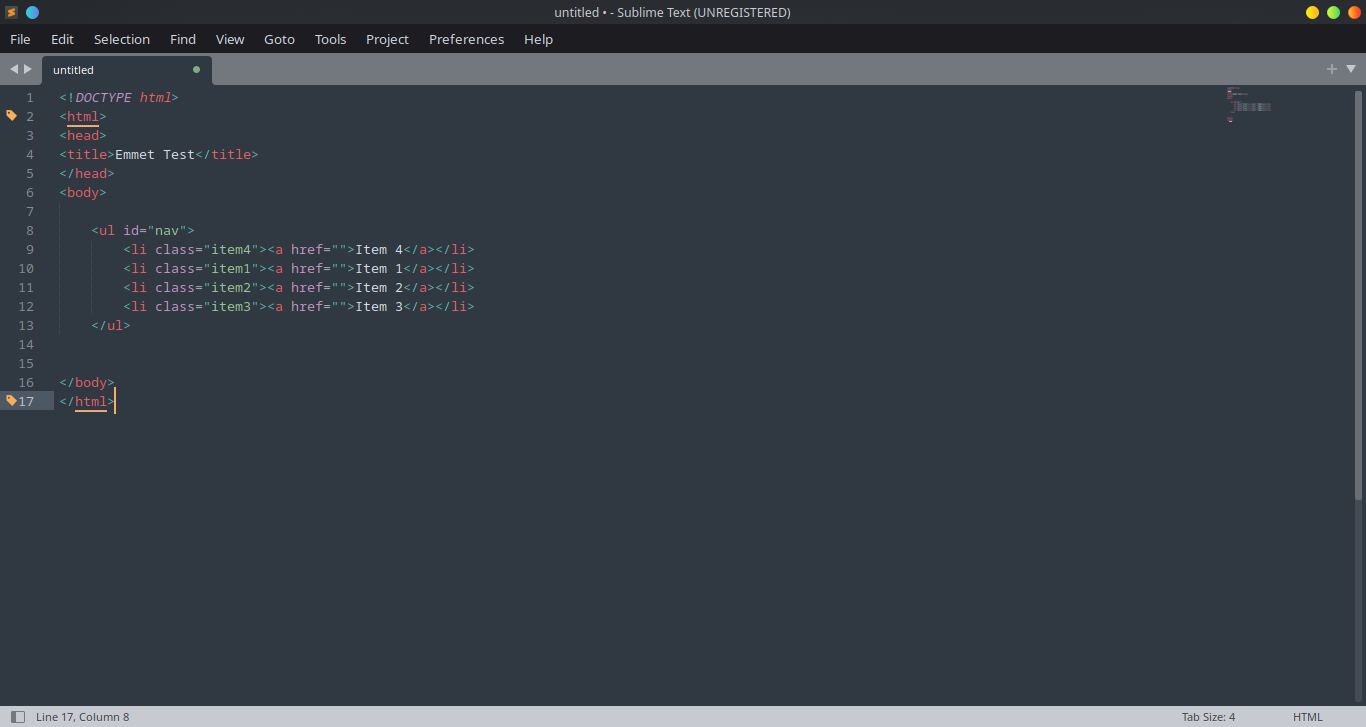 untitled • - Sublime Text (UNREGISTERED)
File Edit Selection Find View Goto Tools Project Preferences Help
untitled
1 <!DOCTYPE html>
2 <html>
3 <head>
4 <title>Emmet Test</title>
5 </head>
6 <body>
7
8     <ul id="nav">
9         <li class="item4"><a href="">Item 4</a></li>
10         <li class="item1"><a href="">Item 1</a></li>
11         <li class="item2"><a href="">Item 2</a></li>
12         <li class="item3"><a href="">Item 3</a></li>
13     </ul>
14
15
16 </body>
17 </html>
Line 17, Column 8 Tab Size: 4 HTML